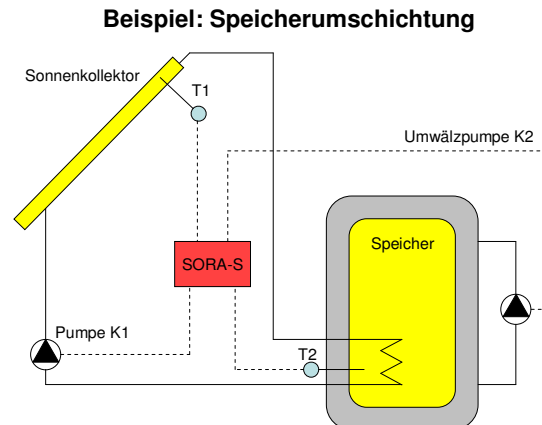 Beispiel: Speicherumschichtung
Sonnenkollektor
T1
Umwälzpumpe K2
Speicher
SORA-S
Pumpe K1
T2